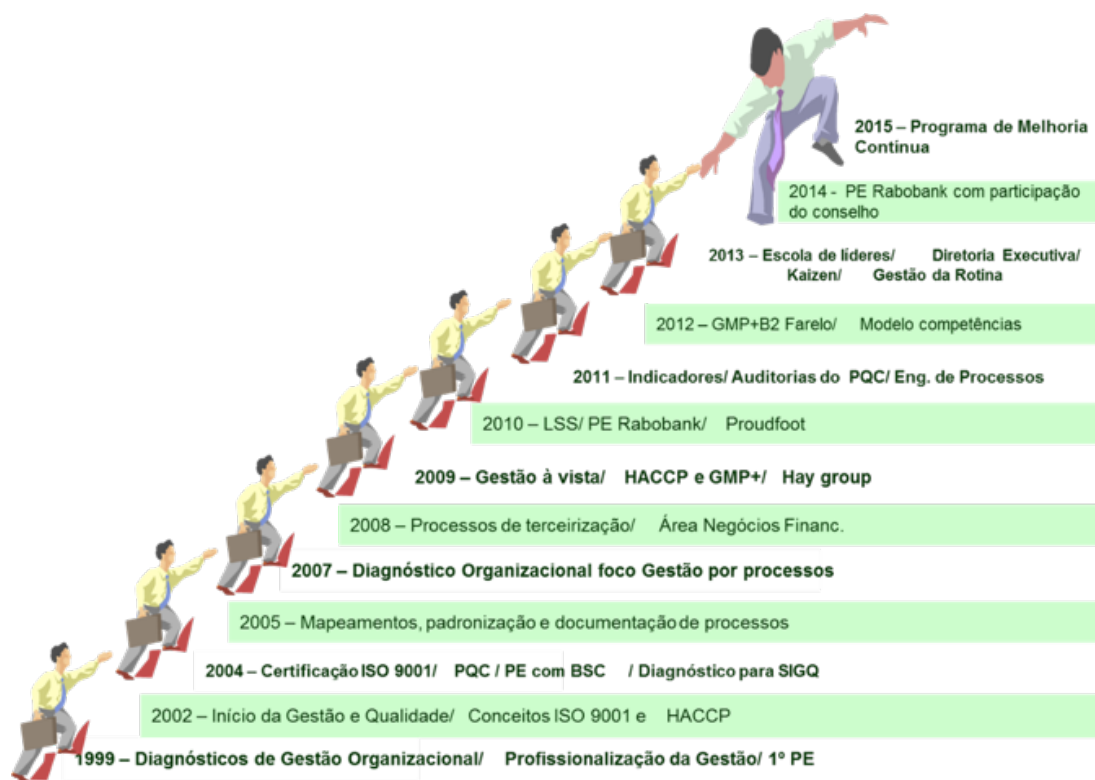 2015 – Programa de Melhoria
Contínua
2014 - PE Rabobank com participação
do conselho
2013 – Escola de líderes/ Diretoria Executiva/
Kaizen/ Gestão da Rotina
2012 – GMP+B2 Farelo/ Modelo competências
2011 – Indicadores/ Auditorias do PQC/ Eng. de Processos
2010 – LSS/ PE Rabobank/ Proudfoot
2009 – Gestão à vista/ HACCP e GMP+/ Hay group
2008 – Processos de terceirização/ Área Negócios Financ.
2007 – Diagnóstico Organizacional foco Gestão por processos
2005 – Mapeamentos, padronização e documentação de processos
2004 – Certificação ISO 9001/ PQC / PE com BSC / Diagnóstico para SIGQ
2002 – Início da Gestão e Qualidade/ Conceitos ISO 9001 e HACCP
1999 – Diagnósticos de Gestão Organizacional/ Profissionalização da Gestão/ 1º PE